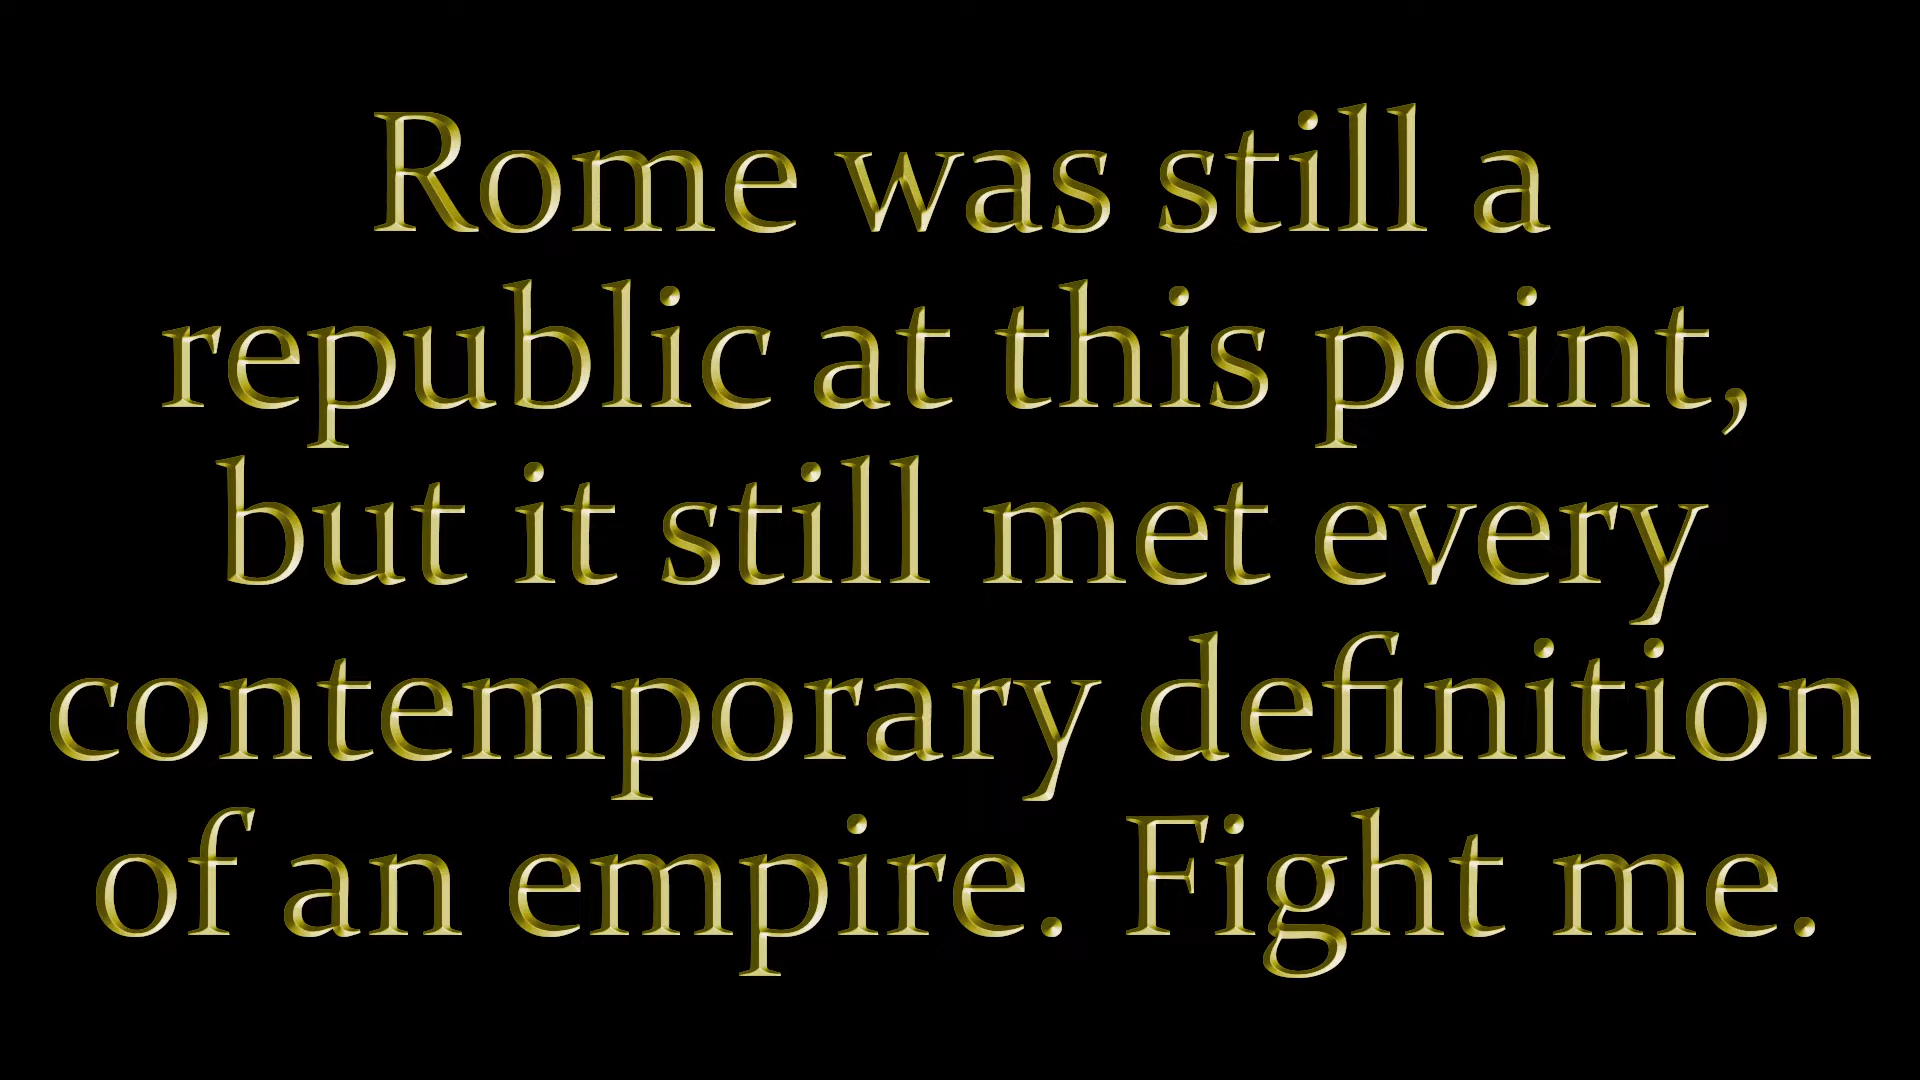 Rome was still a
republic at this point,
but it still met every
contemporary definition
of an empire. Fight me.